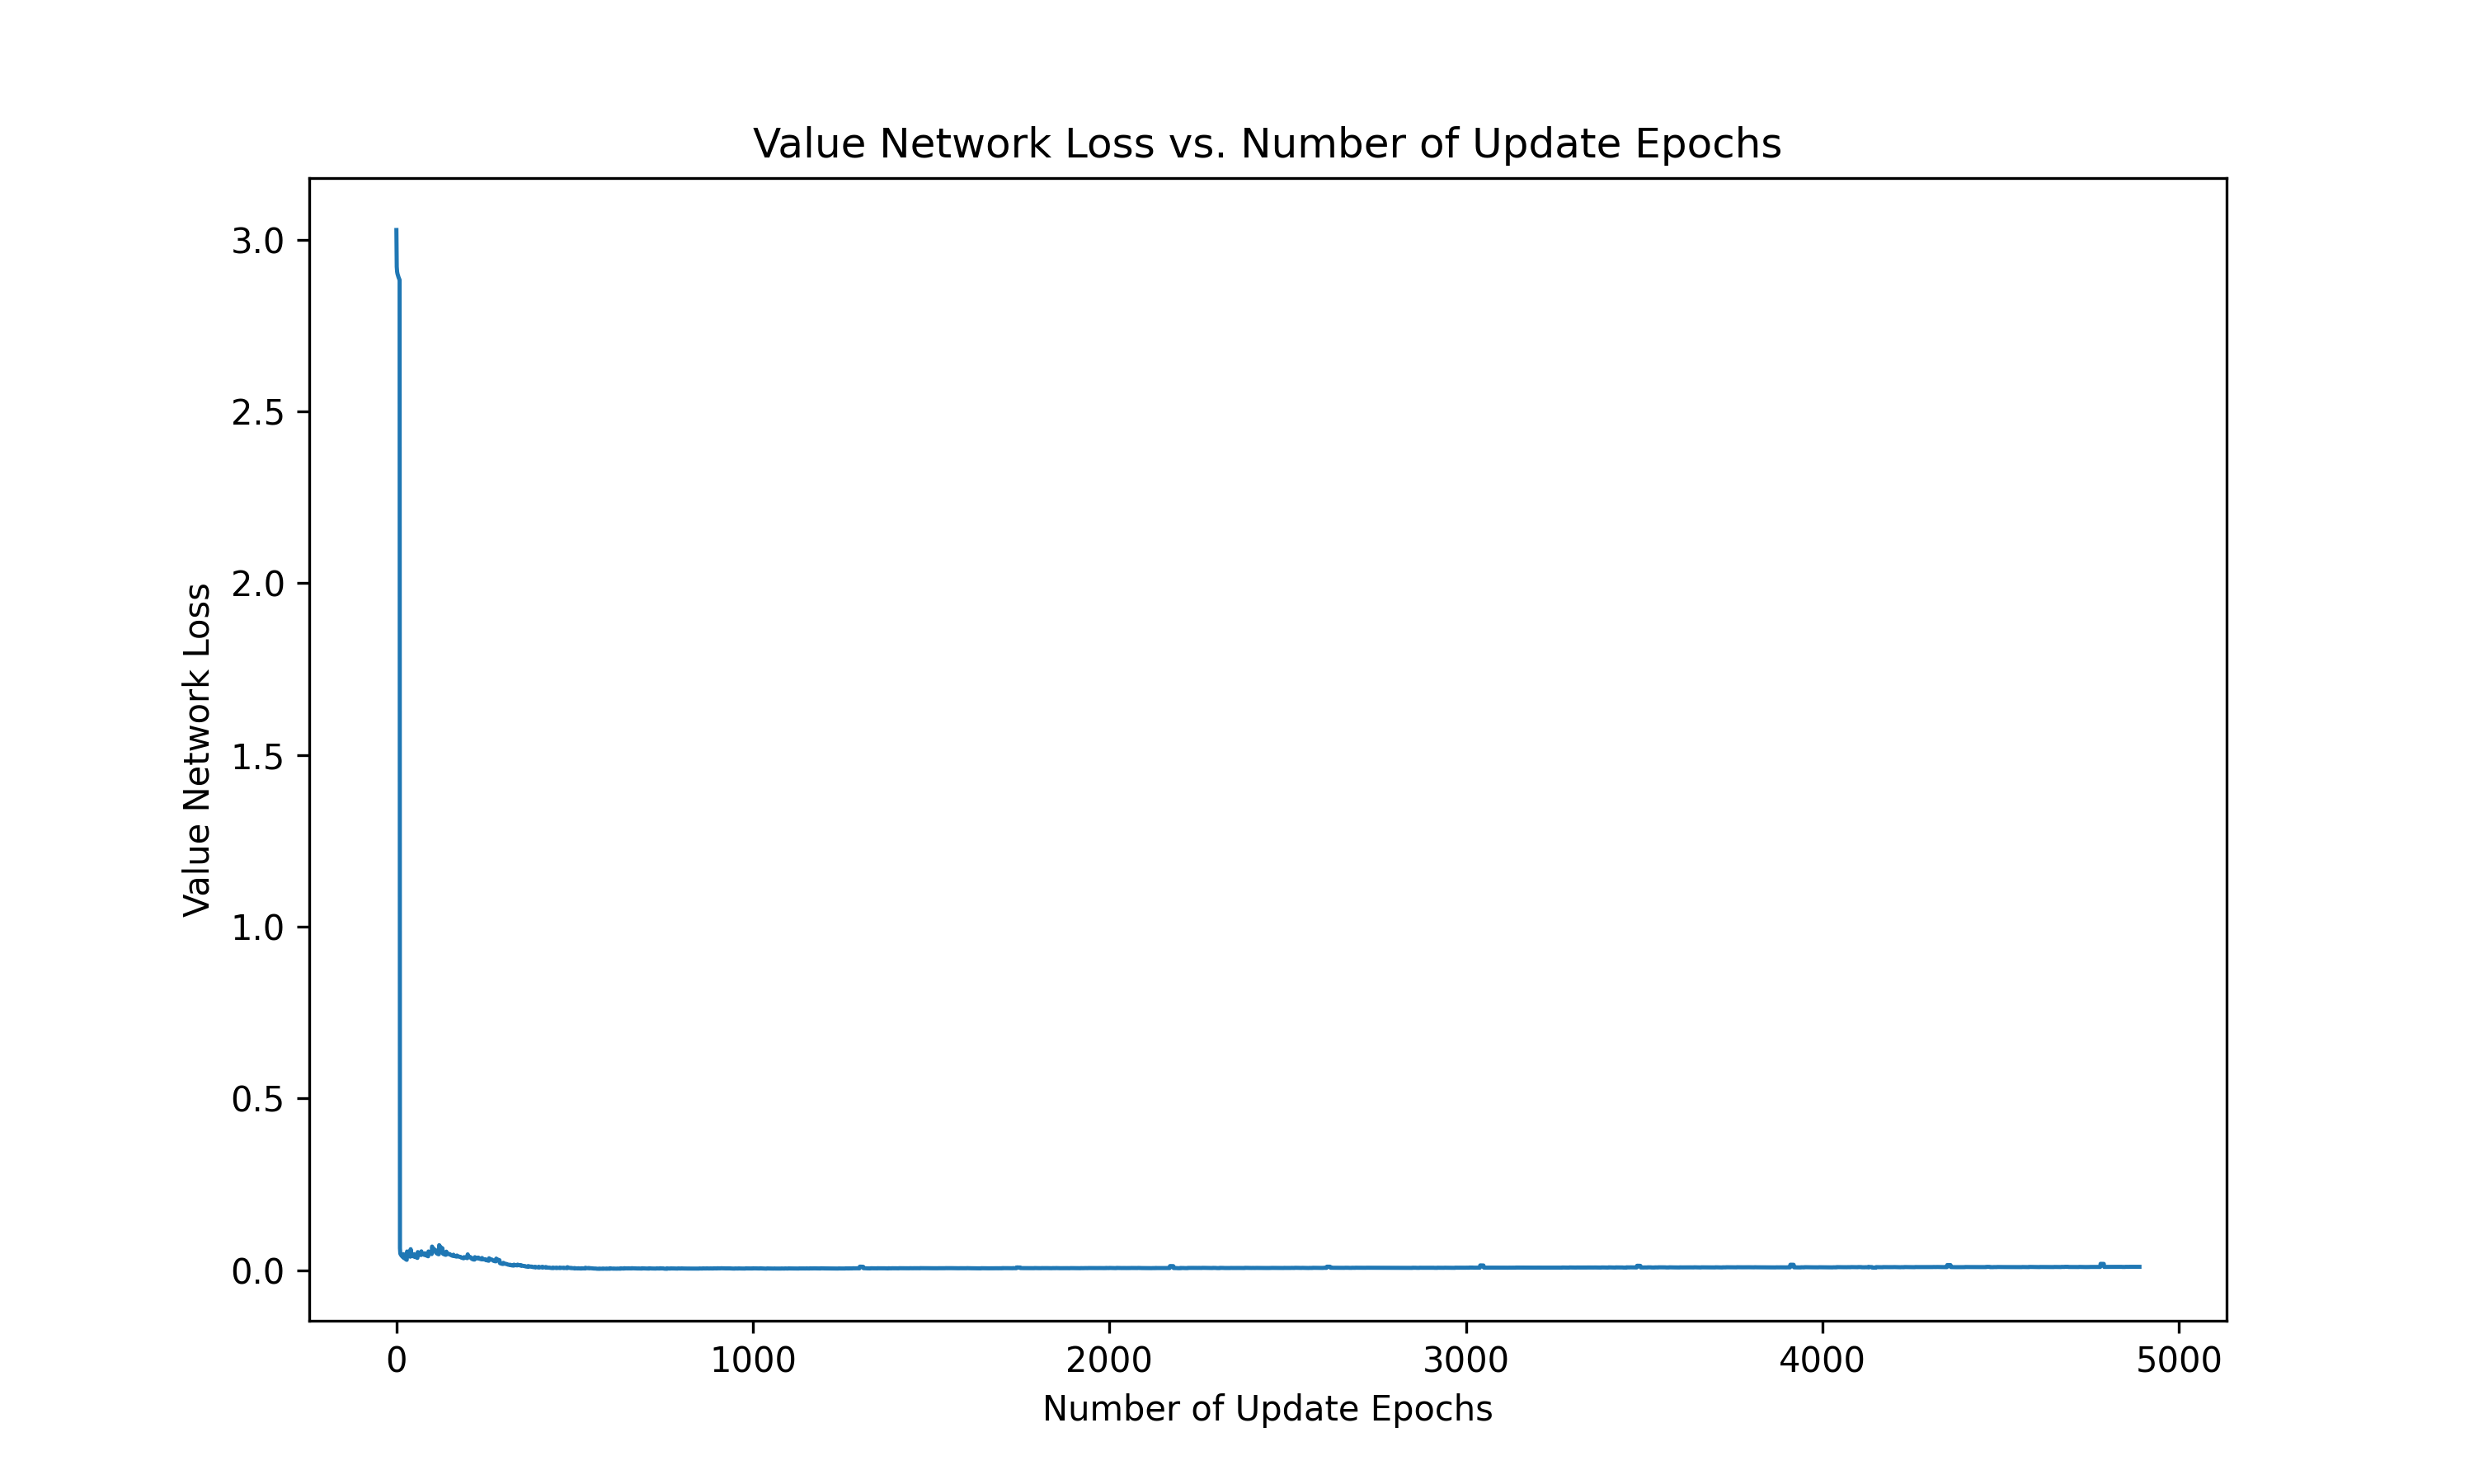 Value Network Loss vs. Number of Update Epochs
3.0
2.5
2.0
1.5
1.0
0.5
0.0
Value Network Loss
0 1000 2000 3000 4000 5000
Number of Update Epochs